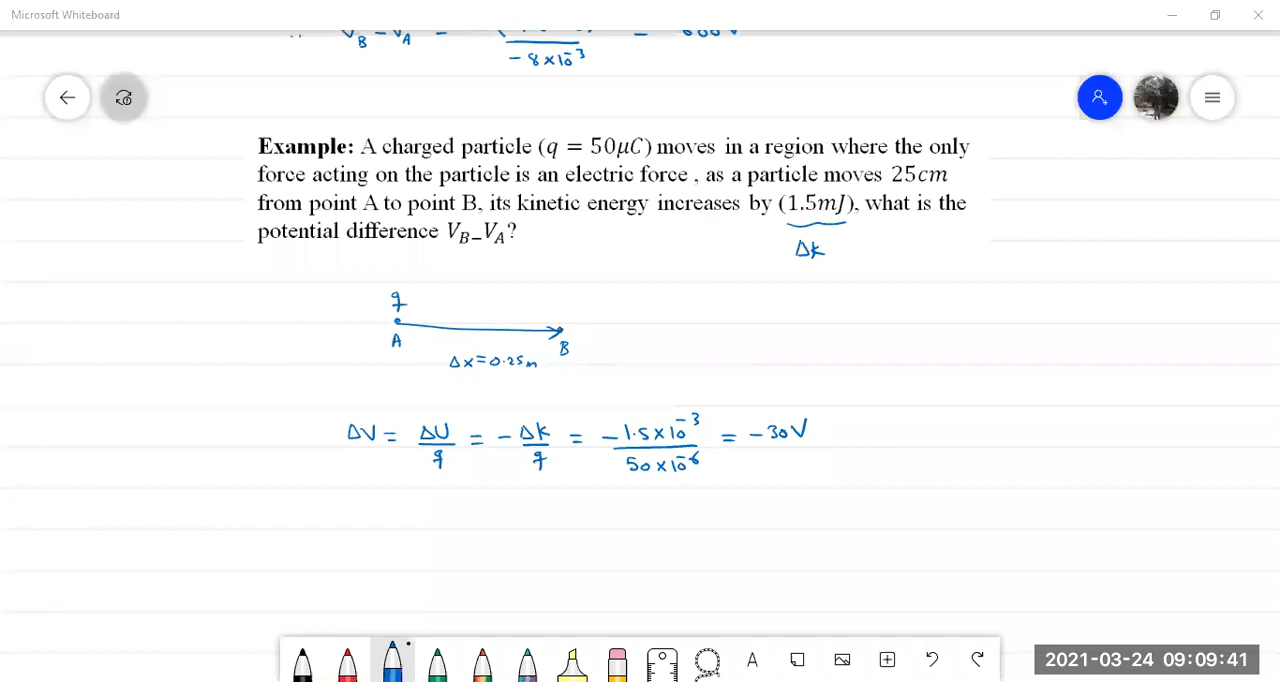 Microsoft Whiteboard
V_B - V_A = = 600V
-8×10⁻³
Example: A charged particle (q = 50μC) moves in a region where the only
force acting on the particle is an electric force , as a particle moves 25cm
from point A to point B, its kinetic energy increases by (1.5mJ), what is the
potential difference V_B_V_A?
Δk
q
A
B
Δx=0.25m
ΔV = ΔU/q = - Δk/q = -1.5×10⁻³/50×10⁻⁶ = -30V
A
2021-03-24 09:09:41